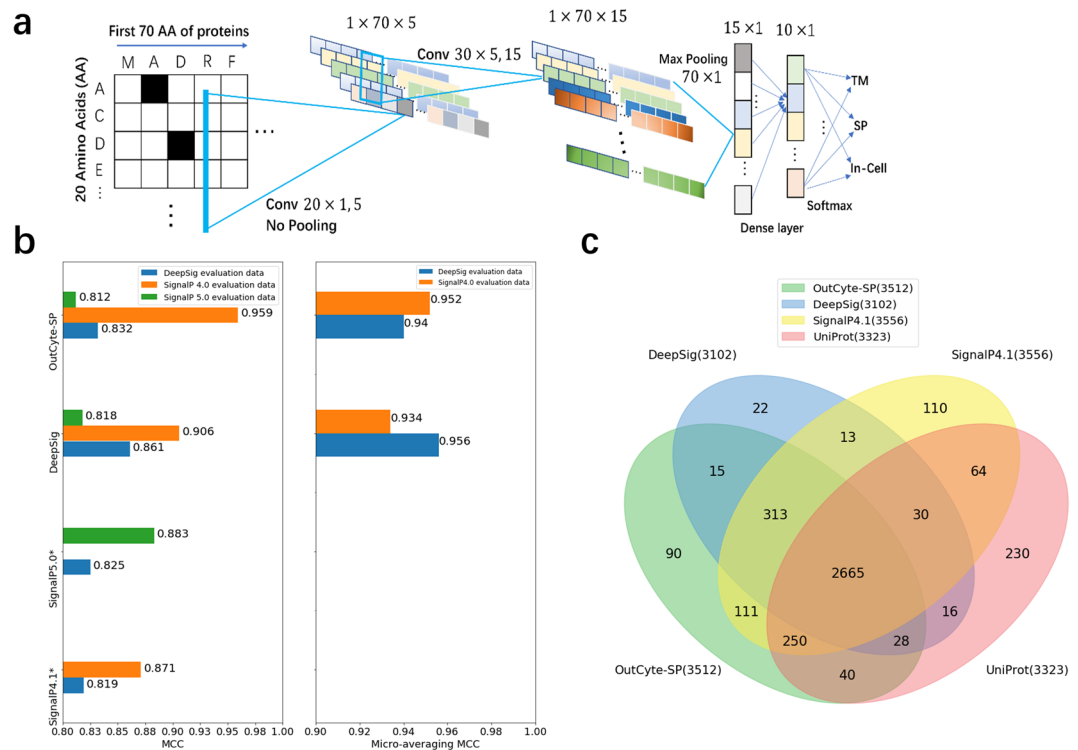 a
First 70 AA of proteins
M A D R F
20 Amino Acids (AA)
A
C
D
E
⋮
...
⋮
Conv 20 × 1, 5
No Pooling
1 × 70 × 5
Conv 30 × 5, 15
1 × 70 × 15
Max Pooling
70 ×1
15 ×1
10 ×1
TM
SP
In-Cell
Softmax
Dense layer
b
DeepSig evaluation data
SignalP 4.0 evaluation data
SignalP 5.0 evaluation data
OutCyte-SP
0.812
0.959
0.832
DeepSig
0.818
0.906
0.861
SignalP5.0*
0.883
0.825
SignalP4.1*
0.871
0.819
0.80 0.83 0.85 0.88 0.90 0.93 0.95 0.98 1.00
MCC
DeepSig evaluation data
SignalP4.0 evaluation data
0.952
0.94
0.934
0.956
0.90 0.92 0.94 0.96 0.98 1.00
Micro-averaging MCC
c
OutCyte-SP(3512)
DeepSig(3102)
SignalP4.1(3556)
UniProt(3323)
DeepSig(3102)
SignalP4.1(3556)
22
110
13
15
64
313
30
90
2665
230
111
16
250
28
40
OutCyte-SP(3512)
UniProt(3323)